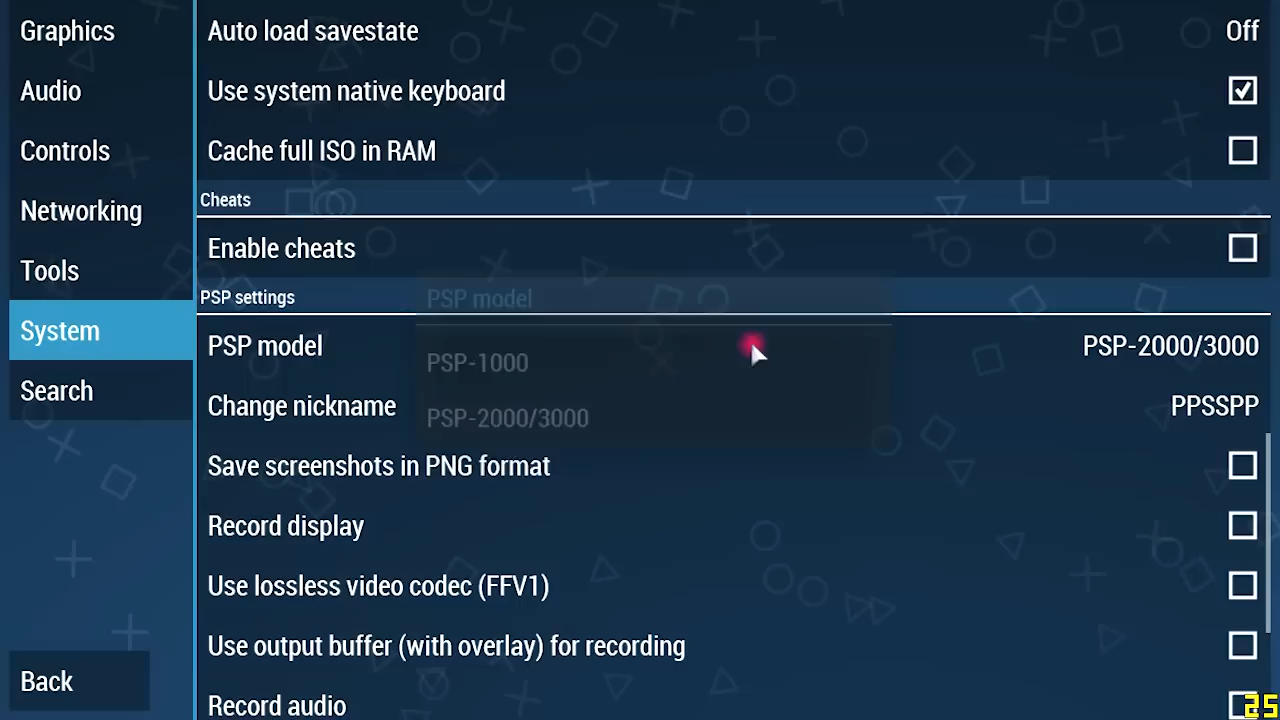 Graphics
Audio
Controls
Networking
Tools
System
Search
Back
Auto load savestate Off
Use system native keyboard
Cache full ISO in RAM
Cheats
Enable cheats
PSP settings
PSP model PSP-2000/3000
Change nickname PPSSPP
Save screenshots in PNG format
Record display
Use lossless video codec (FFV1)
Use output buffer (with overlay) for recording
Record audio
PSP model
PSP-1000
PSP-2000/3000
25